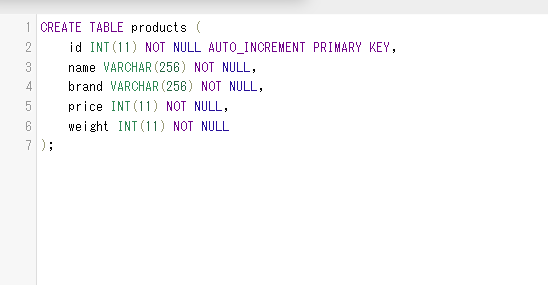 1 CREATE TABLE products (
2     id INT(11) NOT NULL AUTO_INCREMENT PRIMARY KEY,
3     name VARCHAR(256) NOT NULL,
4     brand VARCHAR(256) NOT NULL,
5     price INT(11) NOT NULL,
6     weight INT(11) NOT NULL
7 );